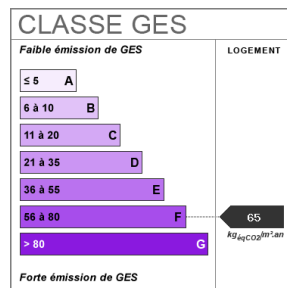 CLASSE GES
Faible émission de GES
LOGEMENT
≤ 5 A
6 à 10 B
11 à 20 C
21 à 35 D
36 à 55 E
56 à 80 F
65
kgéqCO2/m².an
> 80 G
Forte émission de GES